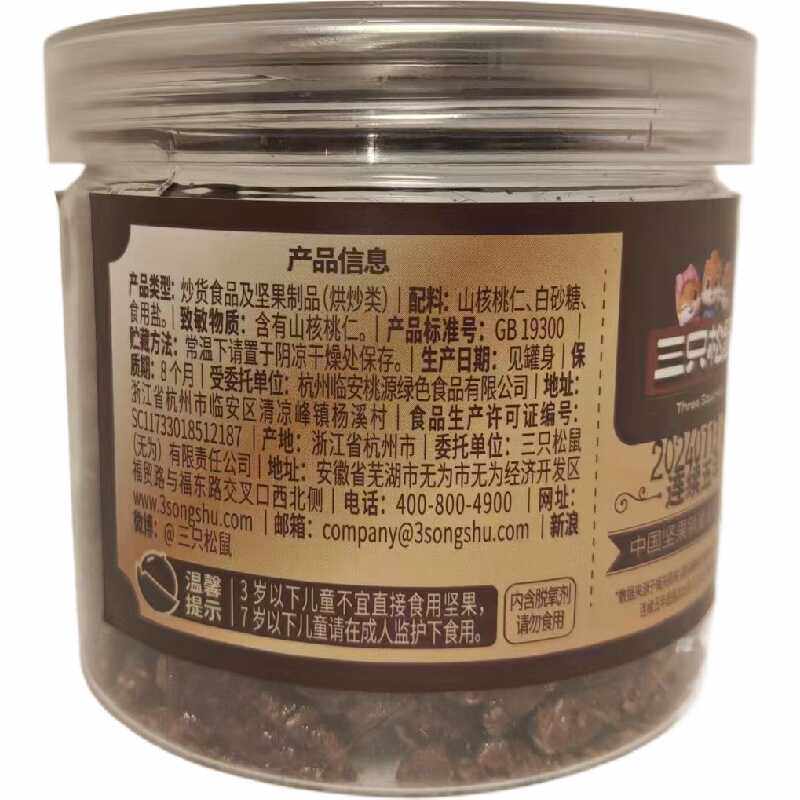 产品信息
产品类型: 炒货食品及坚果制品(烘炒类) | 配料: 山核桃仁、白砂糖、
食用盐。| 致敏物质: 含有山核桃仁。| 产品标准号: GB 19300 |
贮藏方法: 常温下请置于阴凉干燥处保存。| 生产日期: 见罐身 | 保
质期: 8个月 | 受委托单位: 杭州临安桃源绿色食品有限公司 | 地址:
浙江省杭州市临安区清凉峰镇杨溪村 | 食品生产许可证编号:
SC11733018512187 | 产地: 浙江省杭州市 | 委托单位: 三只松鼠
(无为) 有限责任公司 | 地址: 安徽省芜湖市无为市无为经济开发区
福贸路与福东路交叉口西北侧 | 电话: 400-800-4900 | 网址:
www.3songshu.com | 邮箱: company@3songshu.com | 新浪
微博: @三只松鼠
温馨
提示
3岁以下儿童不宜直接食用坚果,
7岁以下儿童请在成人监护下食用。
内含脱氧剂
请勿食用
三只松
Three
连续五
中国坚果